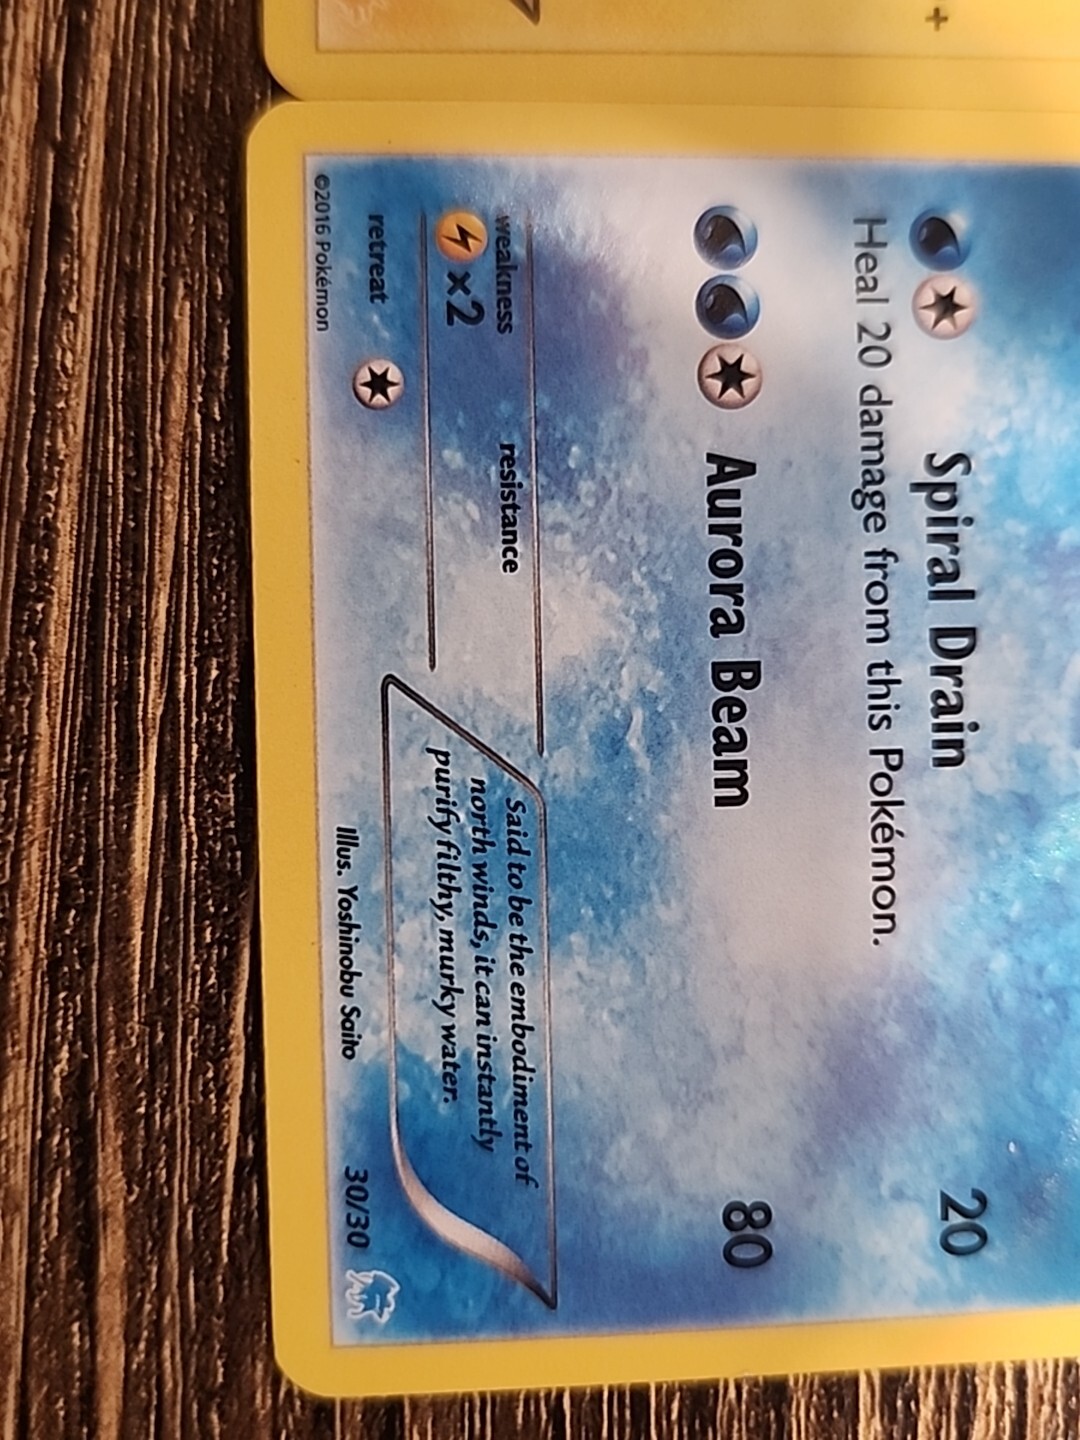 +
Spiral Drain 20
Heal 20 damage from this Pokémon.
Aurora Beam 80
weakness resistance
×2
retreat
Said to be the embodiment of
north winds, it can instantly
purify filthy, murky water.
Illus. Yoshinobu Saito 30/30
©2016 Pokémon